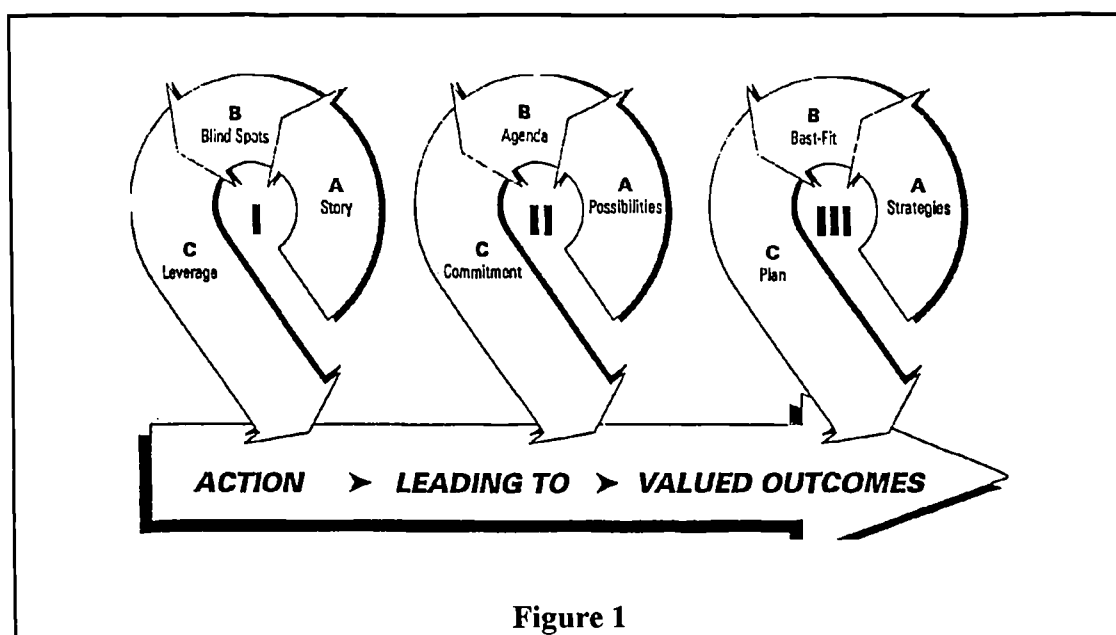 B
Blind Spots
A
Story
I
C
Leverage
B
Agenda
A
Possibilities
II
C
Commitment
B
Bast-Fit
A
Strategies
III
C
Plan
ACTION ➤ LEADING TO ➤ VALUED OUTCOMES
Figure 1